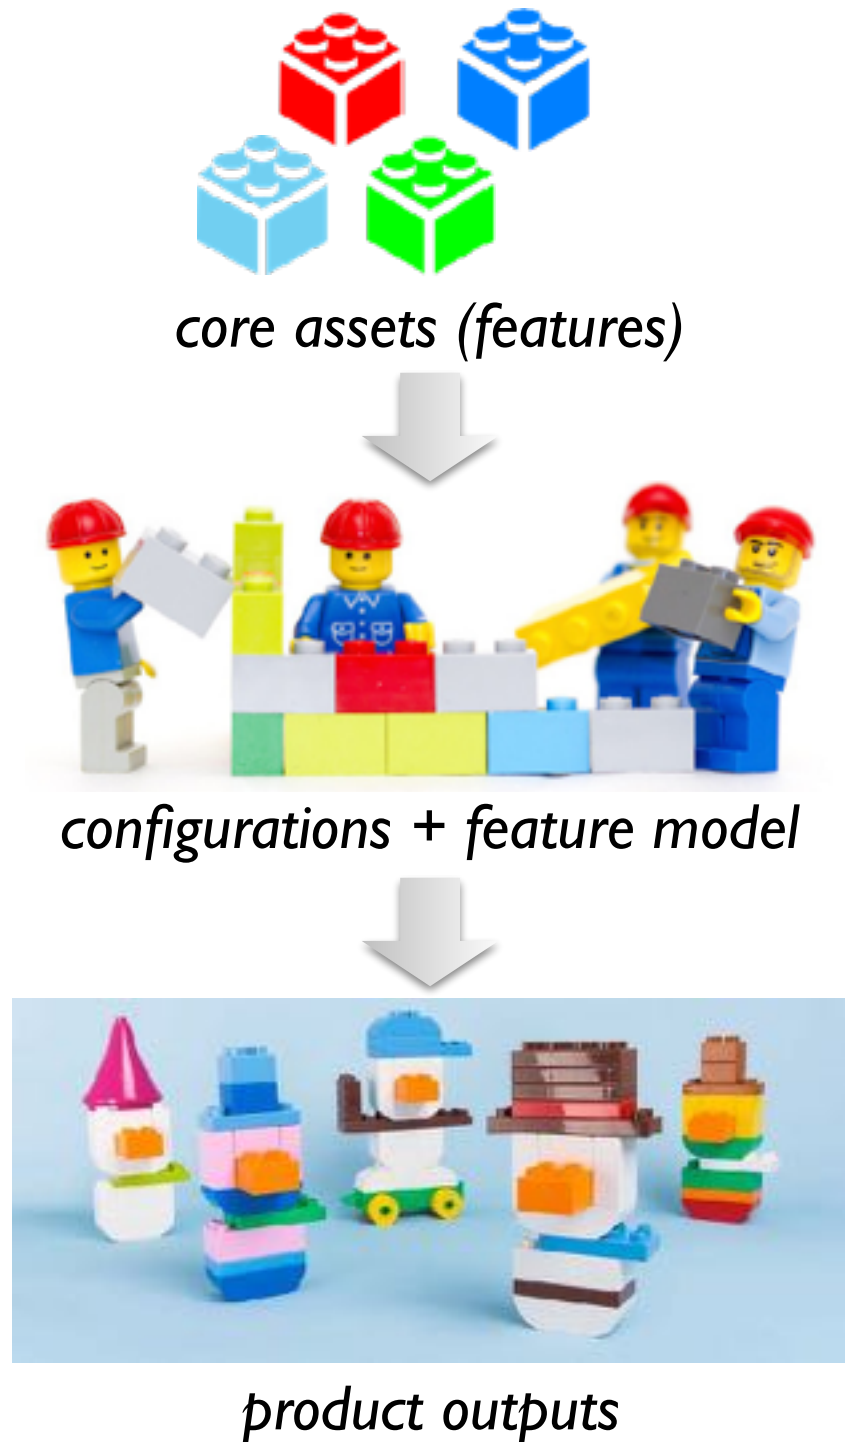 core assets (features)
configurations + feature model
product outputs